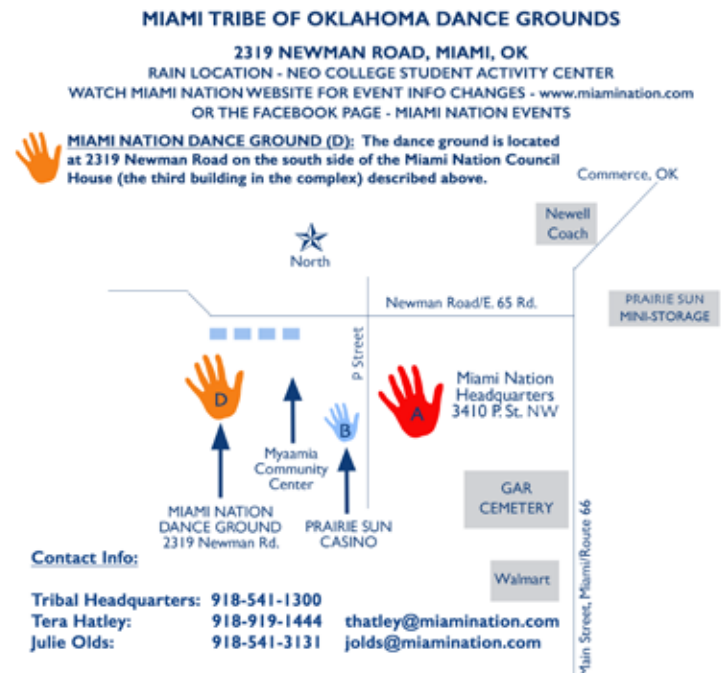 MIAMI TRIBE OF OKLAHOMA DANCE GROUNDS
2319 NEWMAN ROAD, MIAMI, OK
RAIN LOCATION - NEO COLLEGE STUDENT ACTIVITY CENTER
WATCH MIAMI NATION WEBSITE FOR EVENT INFO CHANGES - www.miamination.com
OR THE FACEBOOK PAGE - MIAMI NATION EVENTS
MIAMI NATION DANCE GROUND (D): The dance ground is located
at 2319 Newman Road on the south side of the Miami Nation Council
House (the third building in the complex) described above.
Commerce, OK
Newell
Coach
North
Newman Road/E. 65 Rd.
PRAIRIE SUN
MINI-STORAGE
P Street
D
B
A
Miami Nation
Headquarters
3410 P. St. NW
Myaamia
Community
Center
MIAMI NATION
DANCE GROUND
2319 Newman Rd.
PRAIRIE SUN
CASINO
GAR
CEMETERY
Walmart
Main Street, Miami/Route 66
Contact Info:
Tribal Headquarters: 918-541-1300
Tera Hatley: 918-919-1444 thatley@miamination.com
Julie Olds: 918-541-3131 jolds@miamination.com